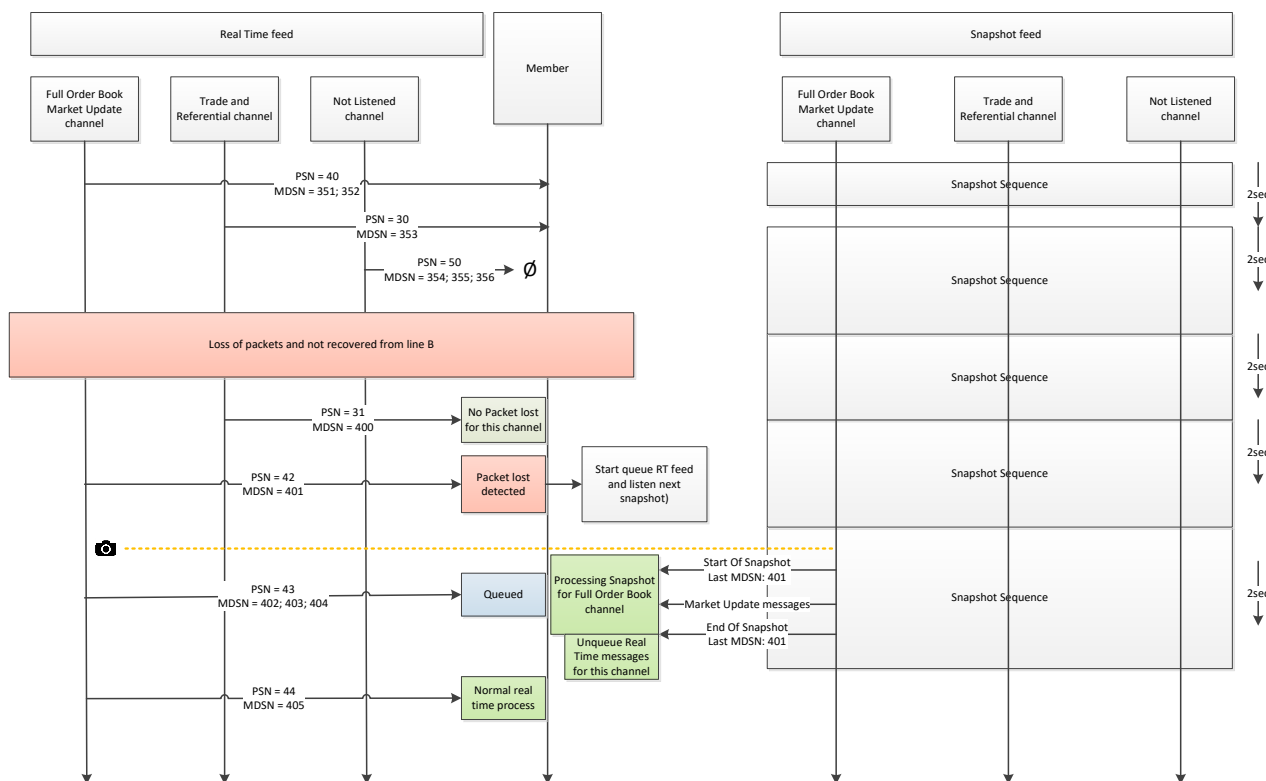 Real Time feed
Member
Snapshot feed
Full Order Book
Market Update
channel
Trade and
Referential channel
Not Listened
channel
Full Order Book
Market Update
channel
Trade and
Referential channel
Not Listened
channel
PSN = 40
MDSN = 351; 352
PSN = 30
MDSN = 353
PSN = 50
MDSN = 354; 355; 356
Ø
Snapshot Sequence
2sec
Snapshot Sequence
2sec
Loss of packets and not recovered from line B
Snapshot Sequence
2sec
PSN = 31
MDSN = 400
No Packet lost
for this channel
PSN = 42
MDSN = 401
Packet lost
detected
Start queue RT feed
and listen next
snapshot)
Snapshot Sequence
2sec
PSN = 43
MDSN = 402; 403; 404
Queued
Processing Snapshot
for Full Order Book
channel
Start Of Snapshot
Last MDSN: 401
Market Update messages
End Of Snapshot
Last MDSN: 401
Snapshot Sequence
2sec
Unqueue Real
Time messages
for this channel
PSN = 44
MDSN = 405
Normal real
time process